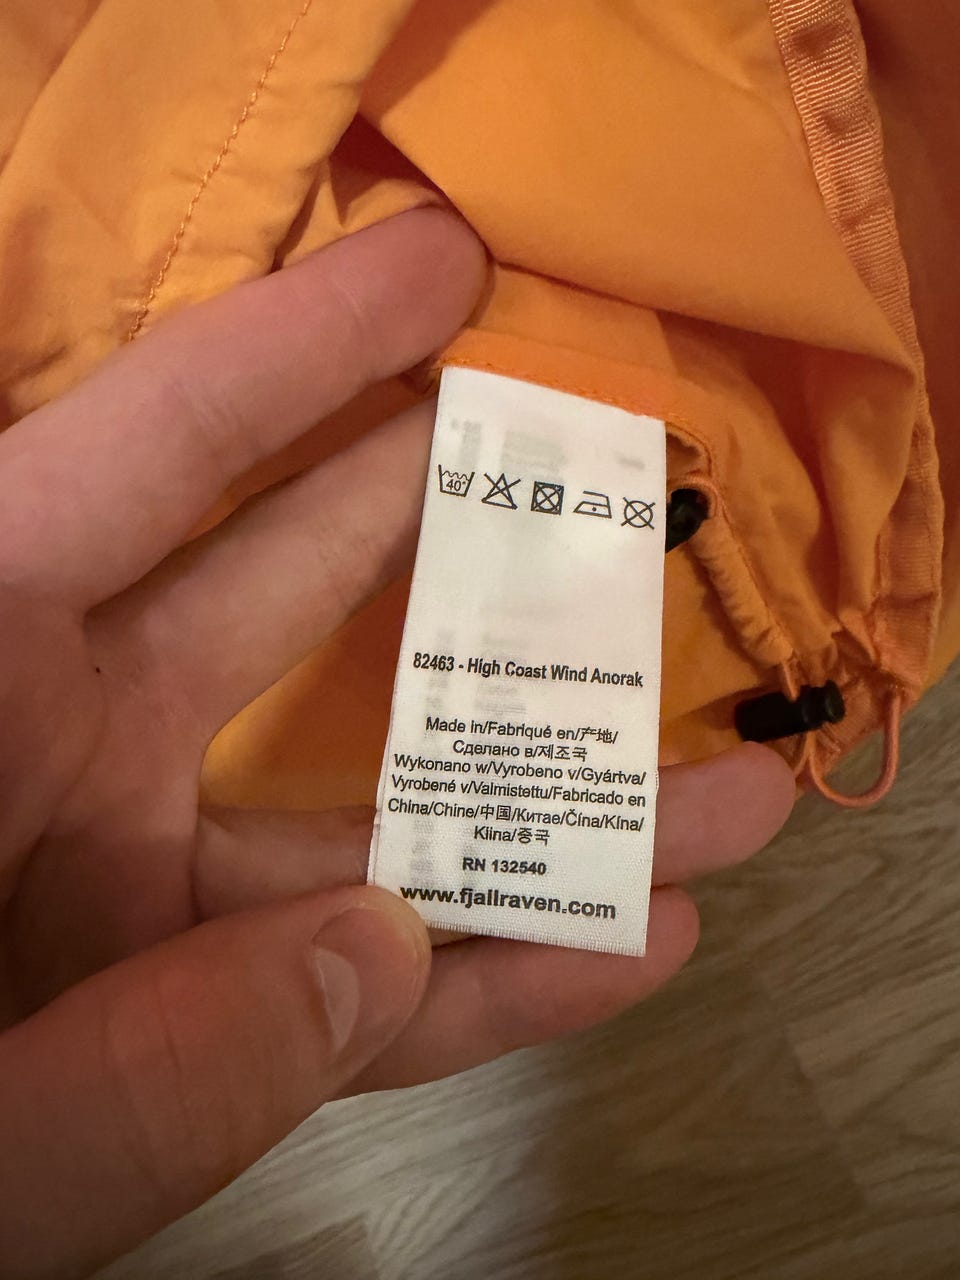 40°
82463 - High Coast Wind Anorak
Made in/Fabriqué en/产地/
Сделано в/제조국
Wykonano w/Vyrobeno v/Gyártva/
Vyrobené v/Valmistettu/Fabricado en
China/Chine/中国/Китае/Čína/Kína/
Kiina/중국
RN 132540
www.fjallraven.com